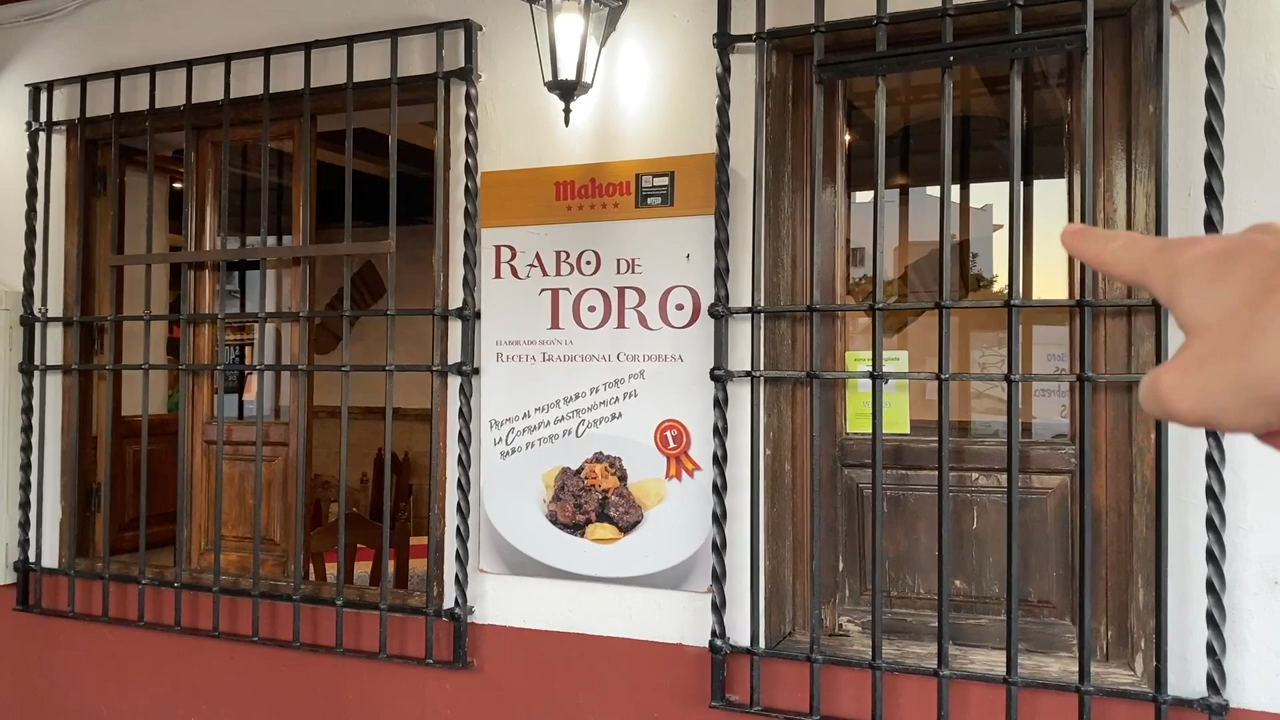 Mahou
RABO DE
TORO
ELABORADO SEGÚN LA
RECETA TRADICIONAL CORDOBESA
PREMIO AL MEJOR RABO DE TORO POR
LA COFRADÍA GASTRONÓMICA DEL
RABO DE TORO DE CÓRDOBA
1º